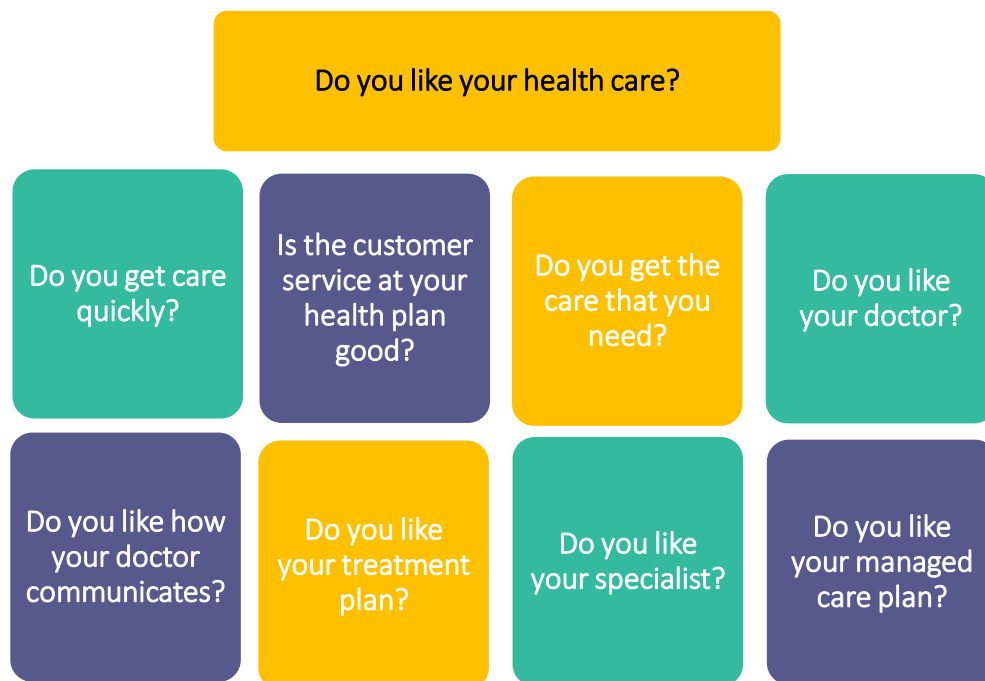 Do you like your health care?
Do you get care
quickly?
Is the customer
service at your
health plan
good?
Do you get the
care that you
need?
Do you like
your doctor?
Do you like how
your doctor
communicates?
Do you like
your treatment
plan?
Do you like
your specialist?
Do you like
your managed
care plan?